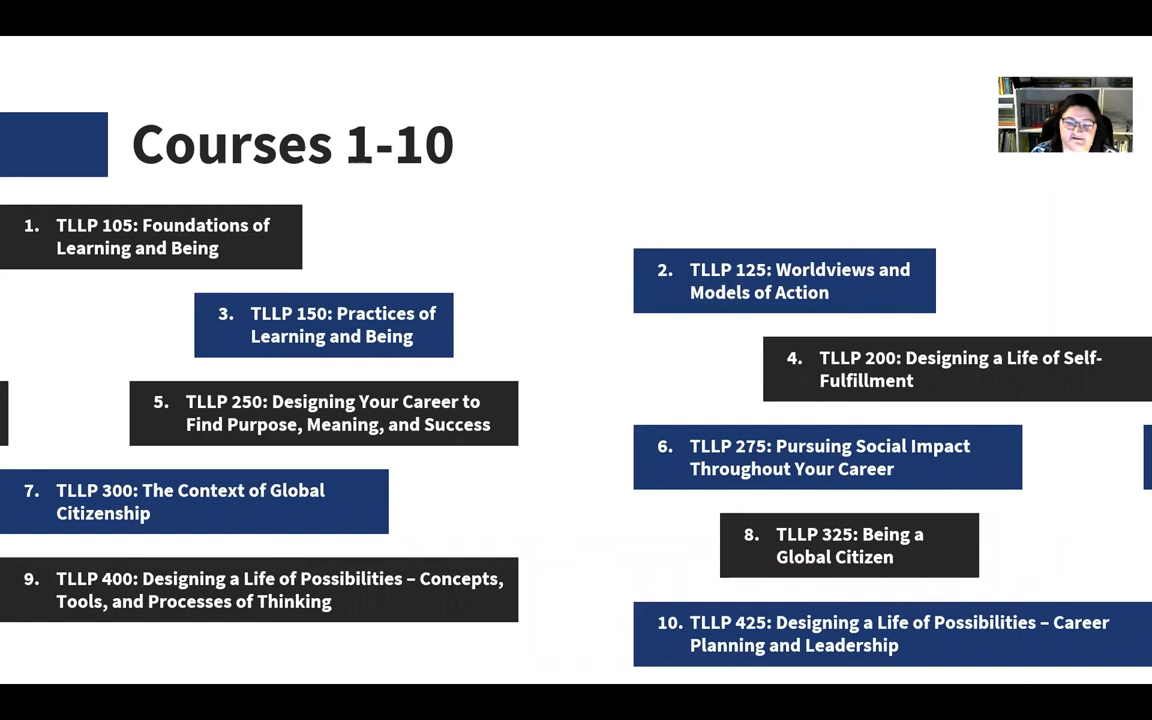 Courses 1-10
1. TLLP 105: Foundations of
Learning and Being
2. TLLP 125: Worldviews and
Models of Action
3. TLLP 150: Practices of
Learning and Being
4. TLLP 200: Designing a Life of Self-
Fulfillment
5. TLLP 250: Designing Your Career to
Find Purpose, Meaning, and Success
6. TLLP 275: Pursuing Social Impact
Throughout Your Career
7. TLLP 300: The Context of Global
Citizenship
8. TLLP 325: Being a
Global Citizen
9. TLLP 400: Designing a Life of Possibilities – Concepts,
Tools, and Processes of Thinking
10. TLLP 425: Designing a Life of Possibilities – Career
Planning and Leadership